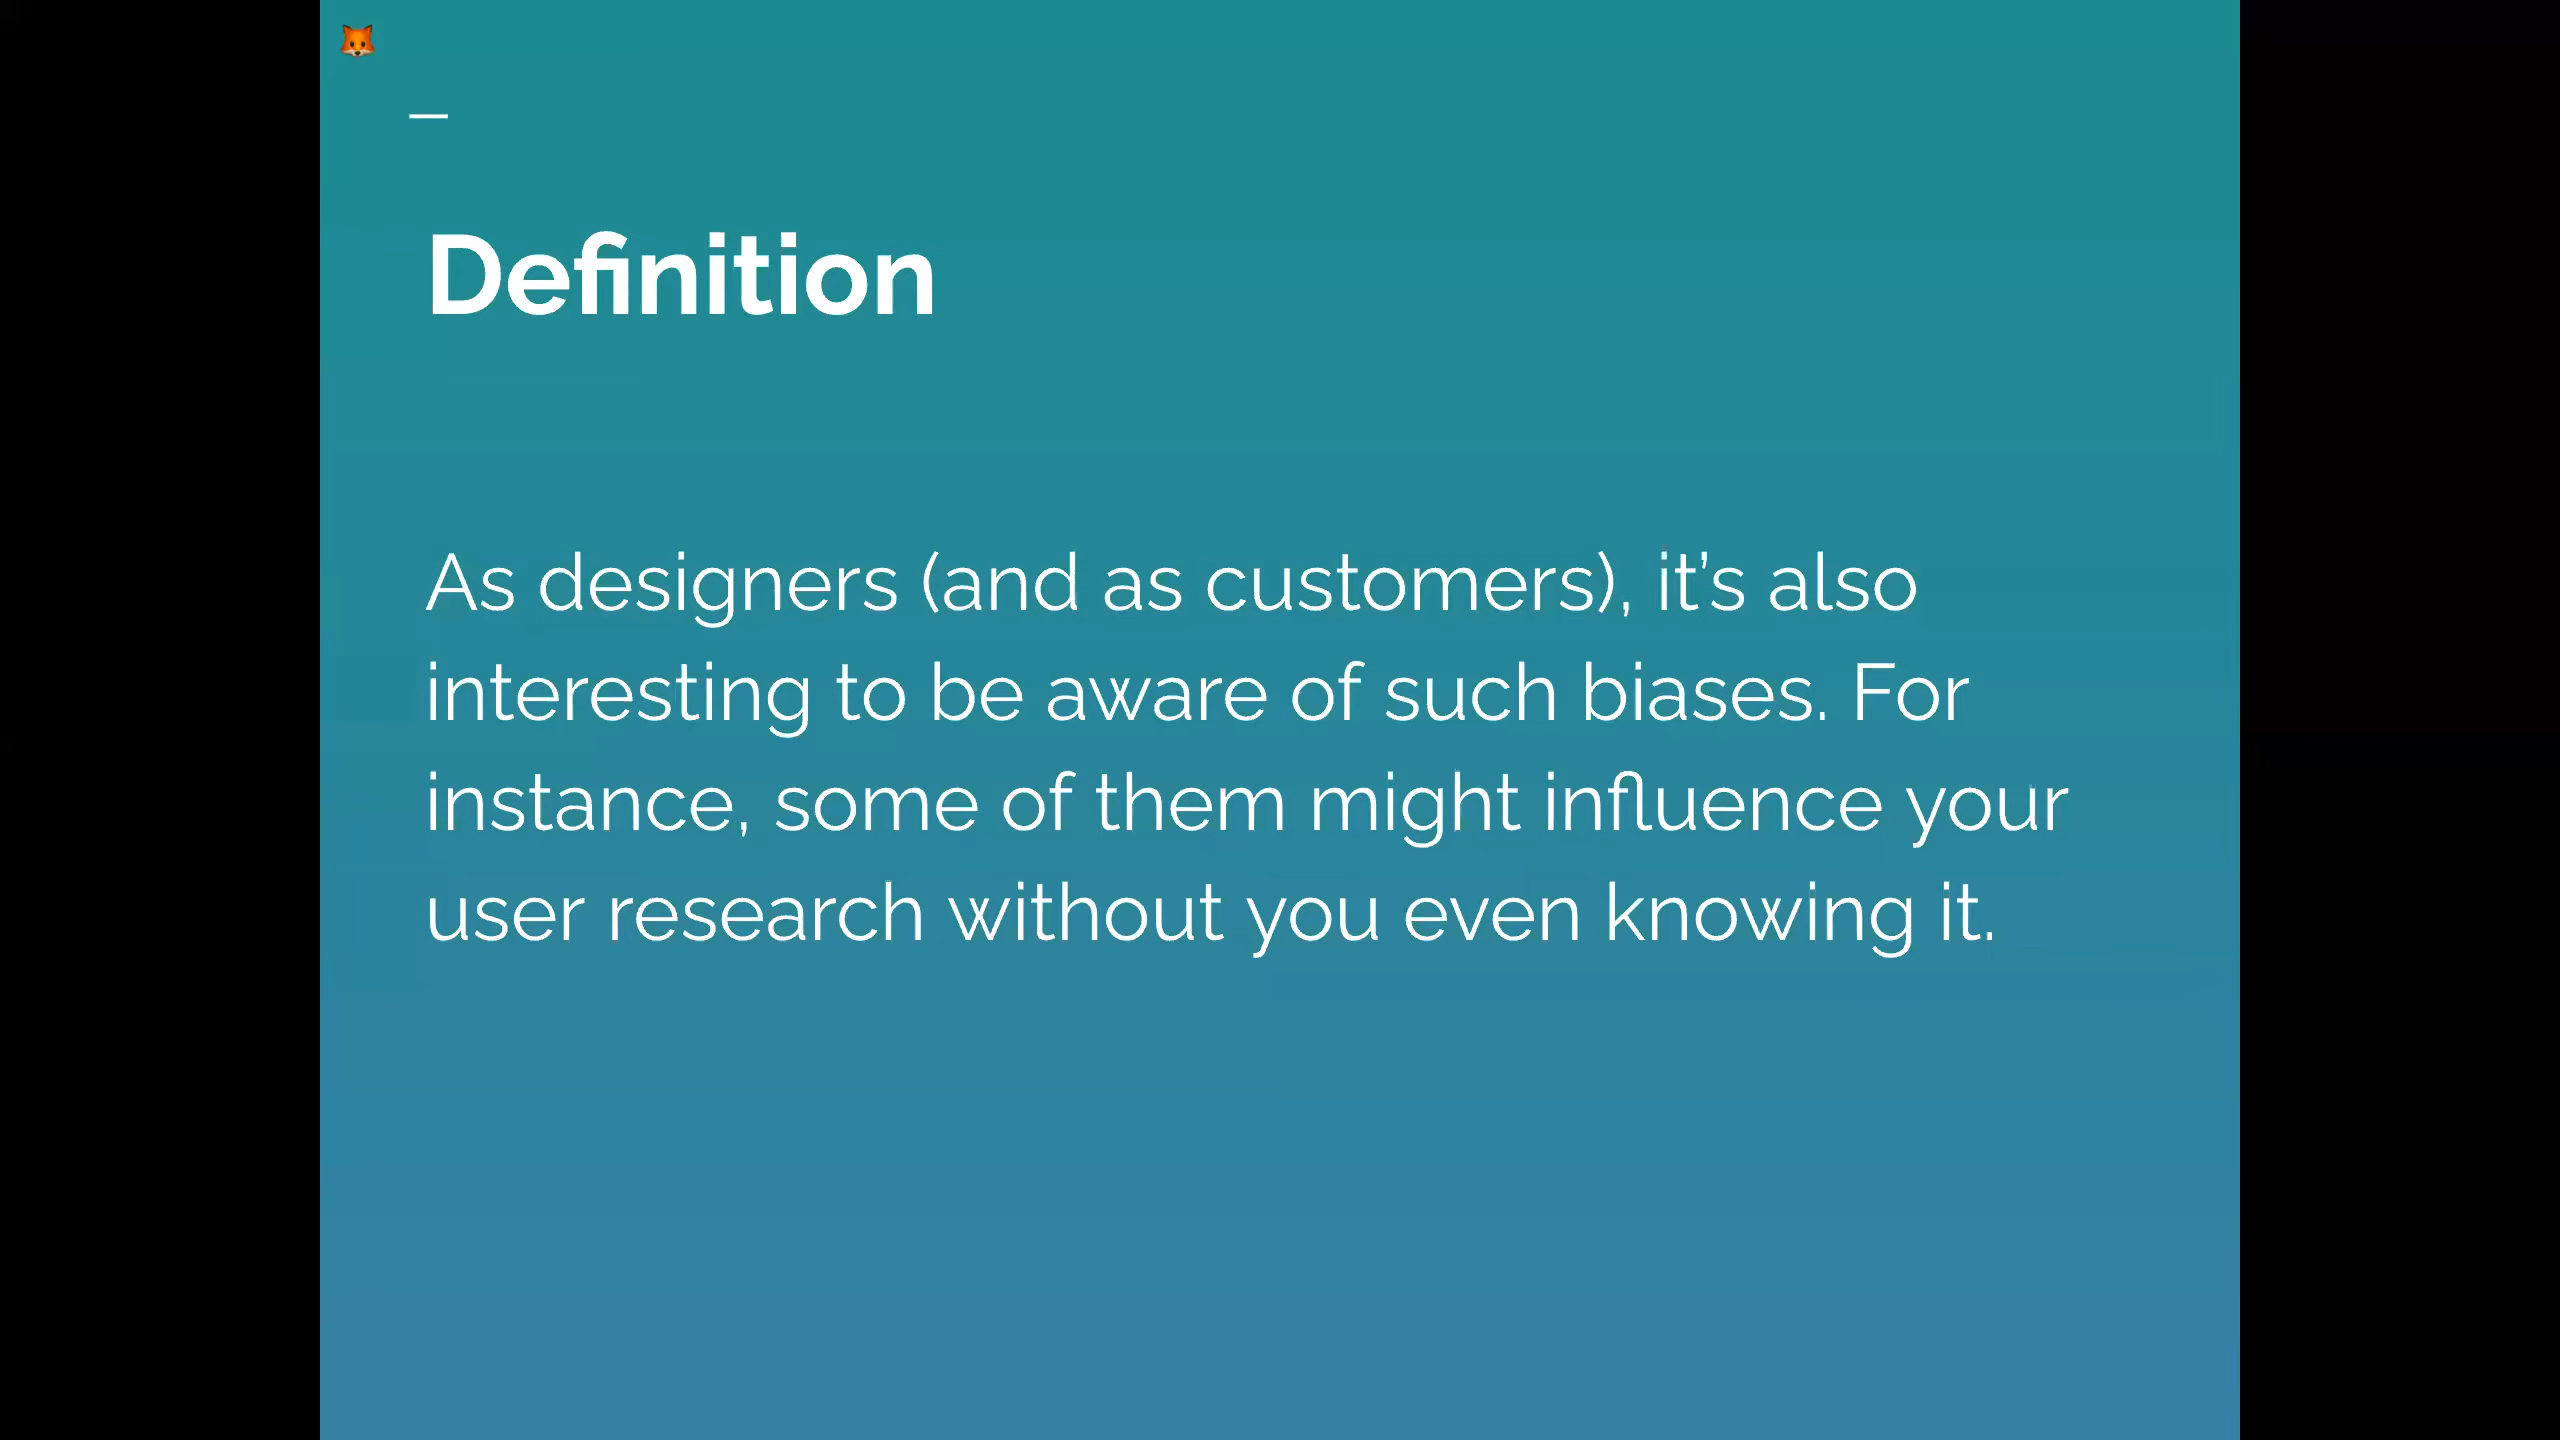 Definition
As designers (and as customers), it’s also
interesting to be aware of such biases. For
instance, some of them might influence your
user research without you even knowing it.